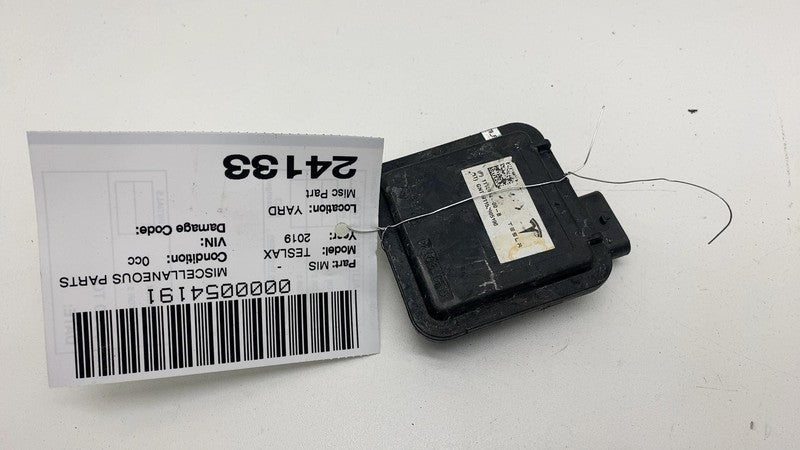 0000054191
MISCELLANEOUS PARTS
Part: MIS -
Condition: 0cc
Model: TESLAX
VIN:
Year: 2019
Damage Code:
Location: YARD
Misc Part
24133
TESLA